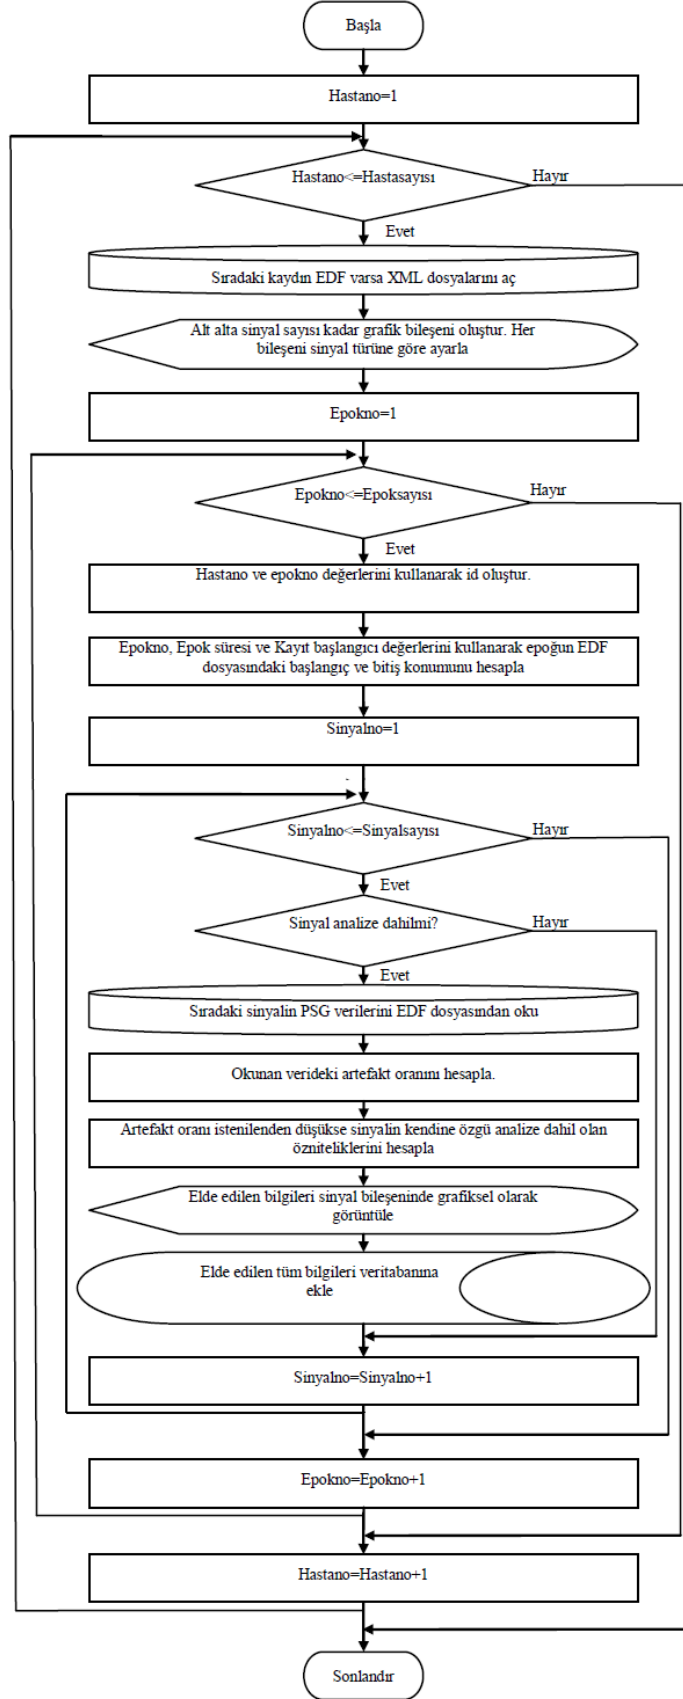 Başla
Hastano=1
Hastano<=Hastasayısı
Hayır
Evet
Sıradaki kaydın EDF varsa XML dosyalarını aç
Alt alta sinyal sayısı kadar grafik bileşeni oluştur. Her
bileşeni sinyal türüne göre ayarla
Epokno=1
Epokno<=Epoksayısı
Hayır
Evet
Hastano ve epokno değerlerini kullanarak id oluştur.
Epokno, Epok süresi ve Kayıt başlangıcı değerlerini kullanarak epoğun EDF
dosyasındaki başlangıç ve bitiş konumunu hesapla
Sinyalno=1
Sinyalno<=Sinyalsayısı
Hayır
Evet
Sinyal analize dahilmi?
Hayır
Evet
Sıradaki sinyalin PSG verilerini EDF dosyasından oku
Okunan verideki artefakt oranını hesapla.
Artefakt oranı istenilenden düşükse sinyalin kendine özgü analize dahil olan
özniteliklerini hesapla
Elde edilen bilgileri sinyal bileşeninde grafiksel olarak
görüntüle
Elde edilen tüm bilgileri veritabanına
ekle
Sinyalno=Sinyalno+1
Epokno=Epokno+1
Hastano=Hastano+1
Sonlandır